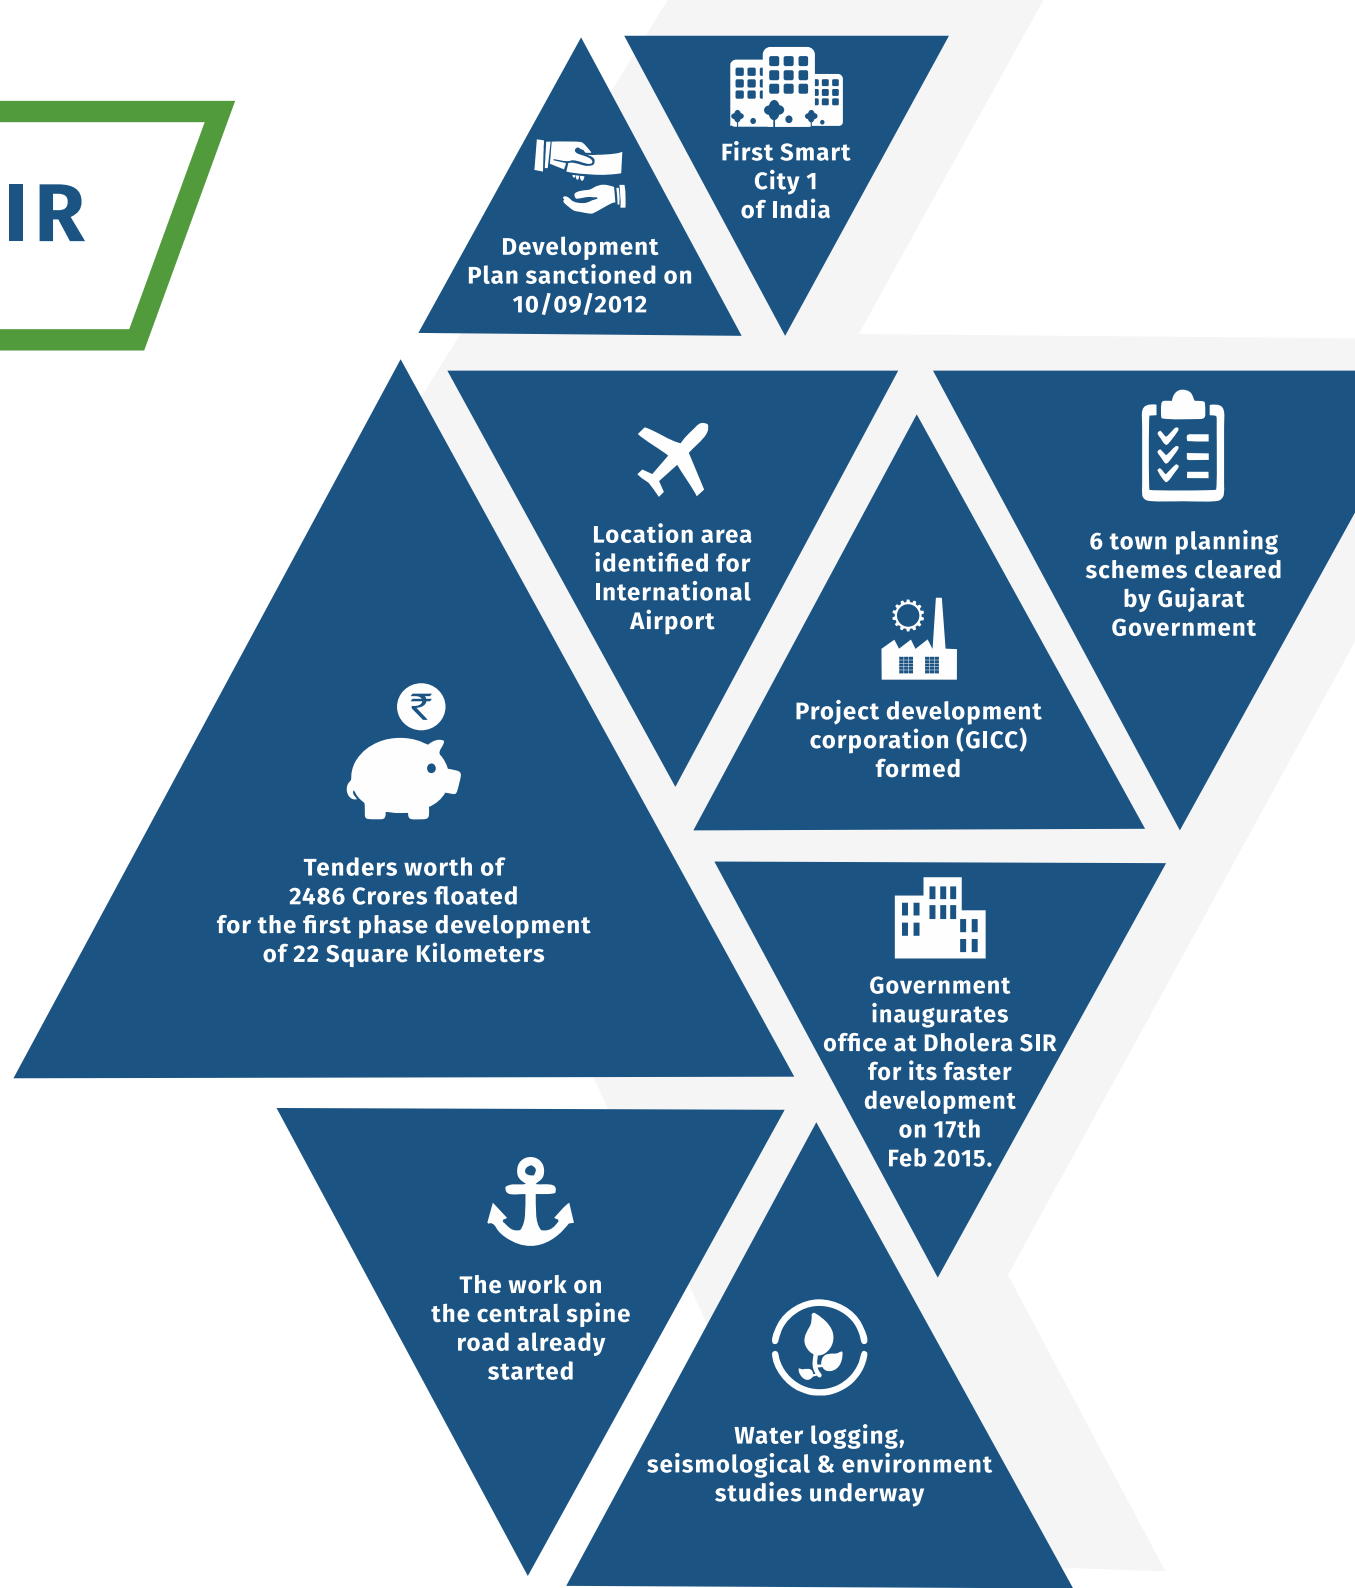 IR
First Smart
City 1
of India
Development
Plan sanctioned on
10/09/2012
Location area
identified for
International
Airport
6 town planning
schemes cleared
by Gujarat
Government
Project development
corporation (GICC)
formed
₹
Tenders worth of
2486 Crores floated
for the first phase development
of 22 Square Kilometers
Government
inaugurates
office at Dholera SIR
for its faster
development
on 17th
Feb 2015.
The work on
the central spine
road already
started
Water logging,
seismological & environment
studies underway